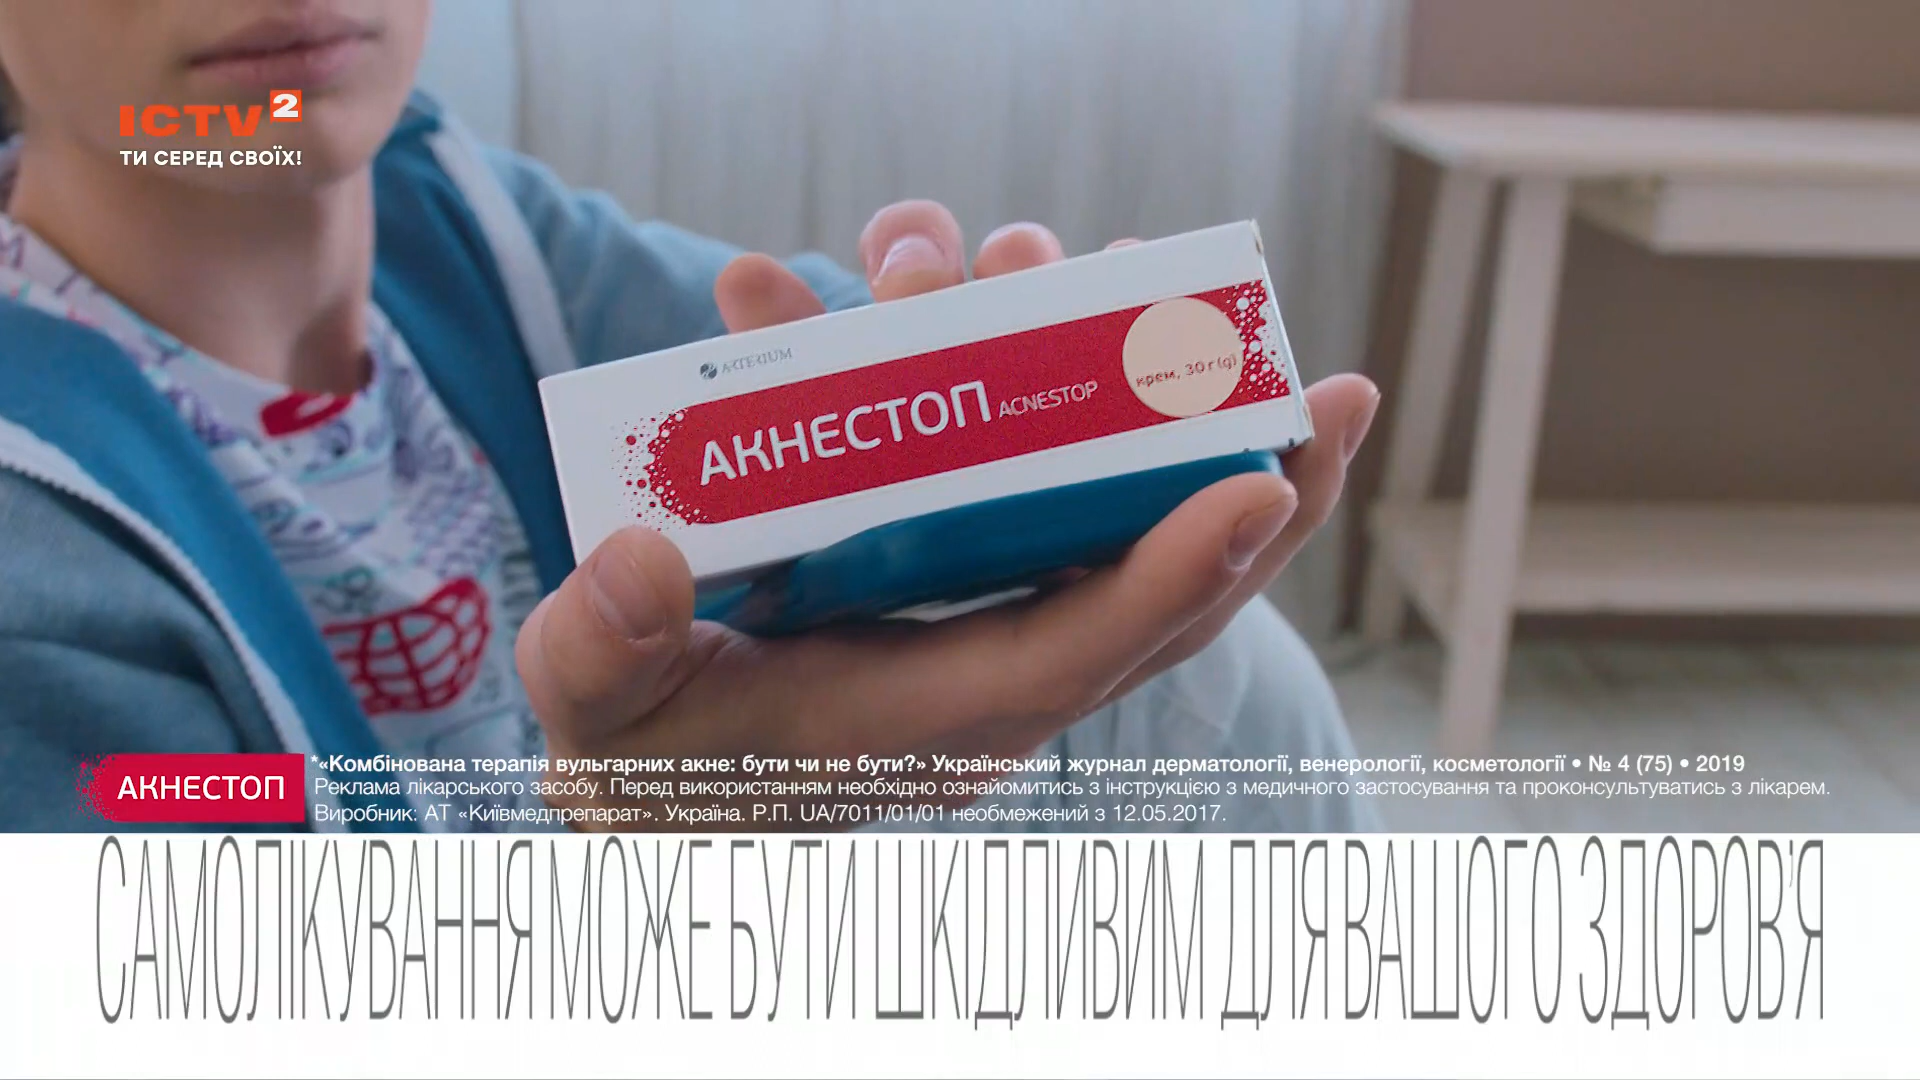 ICTV2
ТИ СЕРЕД СВОЇХ!
ARTERIUM
АКНЕСТОП ACNESTOP
крем, 30 г (g)
АКНЕСТОП
*«Комбінована терапія вульгарних акне: бути чи не бути?» Український журнал дерматології, венерології, косметології • № 4 (75) • 2019
Реклама лікарського засобу. Перед використанням необхідно ознайомитись з інструкцією з медичного застосування та проконсультуватись з лікарем.
Виробник: АТ «Київмедпрепарат». Україна. Р.П. UA/7011/01/01 необмежений з 12.05.2017.
САМОЛІКУВАННЯ МОЖЕ БУТИ ШКІДЛИВИМ ДЛЯ ВАШОГО ЗДОРОВ'Я